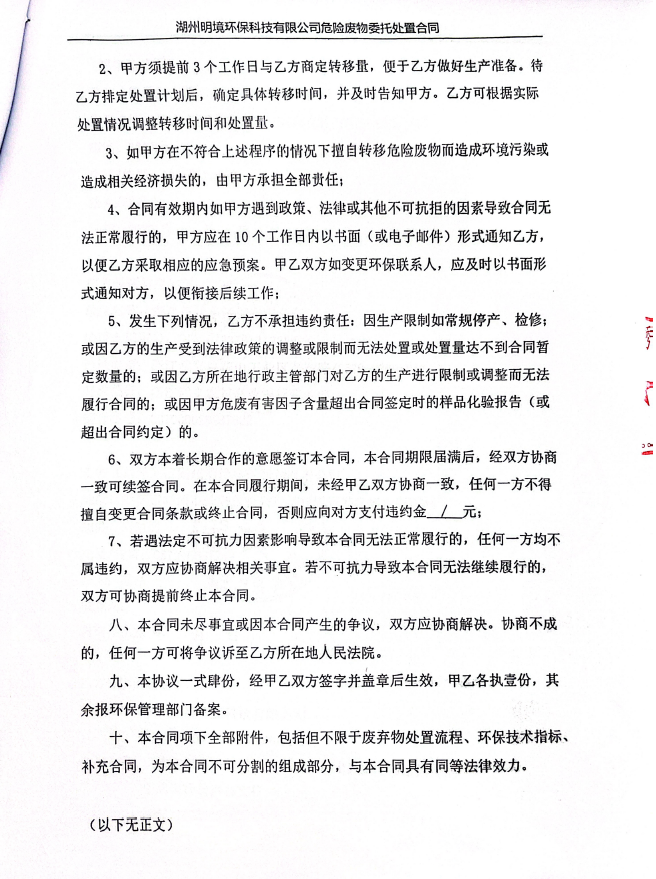 湖州明境环保科技有限公司危险废物委托处置合同
2、甲方须提前 3 个工作日与乙方商定转移量，便于乙方做好生产准备。待
乙方排定处置计划后，确定具体转移时间，并及时告知甲方。乙方可根据实际
处置情况调整转移时间和处置量。
3、如甲方在不符合上述程序的情况下擅自转移危险废物而造成环境污染或
造成相关经济损失的，由甲方承担全部责任；
4、合同有效期内如甲方遇到政策、法律或其他不可抗拒的因素导致合同无
法正常履行的，甲方应在 10 个工作日内以书面（或电子邮件）形式通知乙方，
以便乙方采取相应的应急预案。甲乙双方如变更环保联系人，应及时以书面形
式通知对方，以便衔接后续工作；
5、发生下列情况，乙方不承担违约责任：因生产限制如常规停产、检修；
或因乙方的生产受到法律政策的调整或限制而无法处置或处置量达不到合同暂
定数量的；或因乙方所在地行政主管部门对乙方的生产进行限制或调整而无法
履行合同的；或因甲方危废有害因子含量超出合同签定时的样品化验报告（或
超出合同约定）的。
6、双方本着长期合作的意愿签订本合同，本合同期限届满后，经双方协商
一致可续签合同。在本合同履行期间，未经甲乙双方协商一致，任何一方不得
擅自变更合同条款或终止合同，否则应向对方支付违约金 / 元；
7、若遇法定不可抗力因素影响导致本合同无法正常履行的，任何一方均不
属违约，双方应协商解决相关事宜。若不可抗力导致本合同无法继续履行的，
双方可协商提前终止本合同。
八、本合同未尽事宜或因本合同产生的争议，双方应协商解决。协商不成
的，任何一方可将争议诉至乙方所在地人民法院。
九、本协议一式肆份，经甲乙双方签字并盖章后生效，甲乙各执壹份，其
余报环保管理部门备案。
十、本合同项下全部附件，包括但不限于废弃物处置流程、环保技术指标、
补充合同，为本合同不可分割的组成部分，与本合同具有同等法律效力。
（以下无正文）